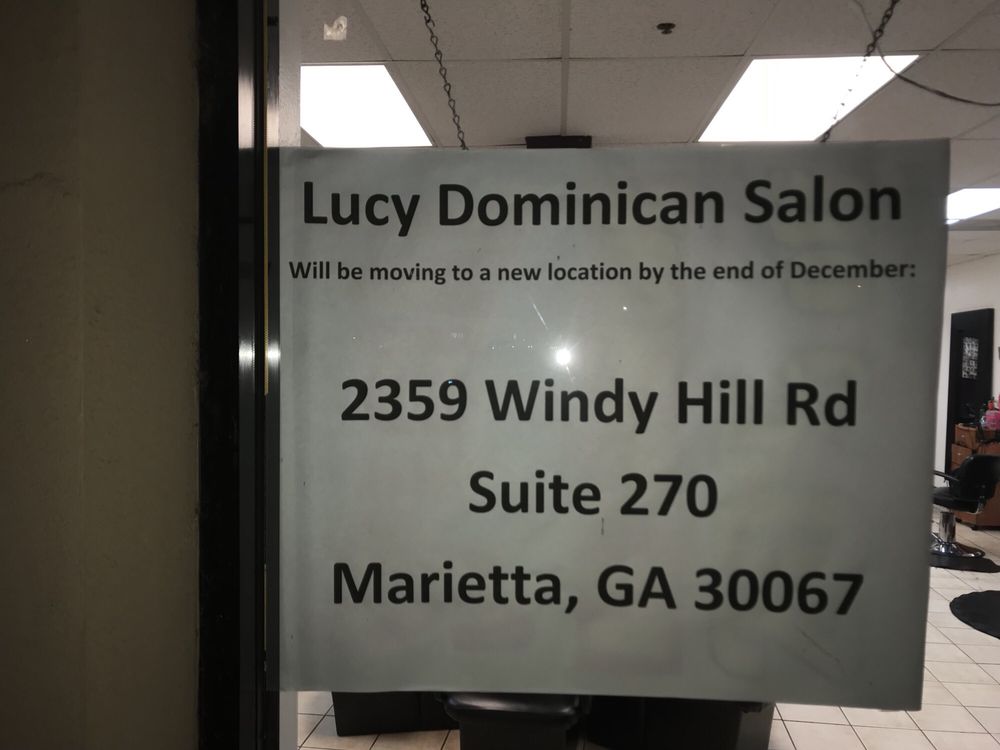 Lucy Dominican Salon
Will be moving to a new location by the end of December:
2359 Windy Hill Rd
Suite 270
Marietta, GA 30067